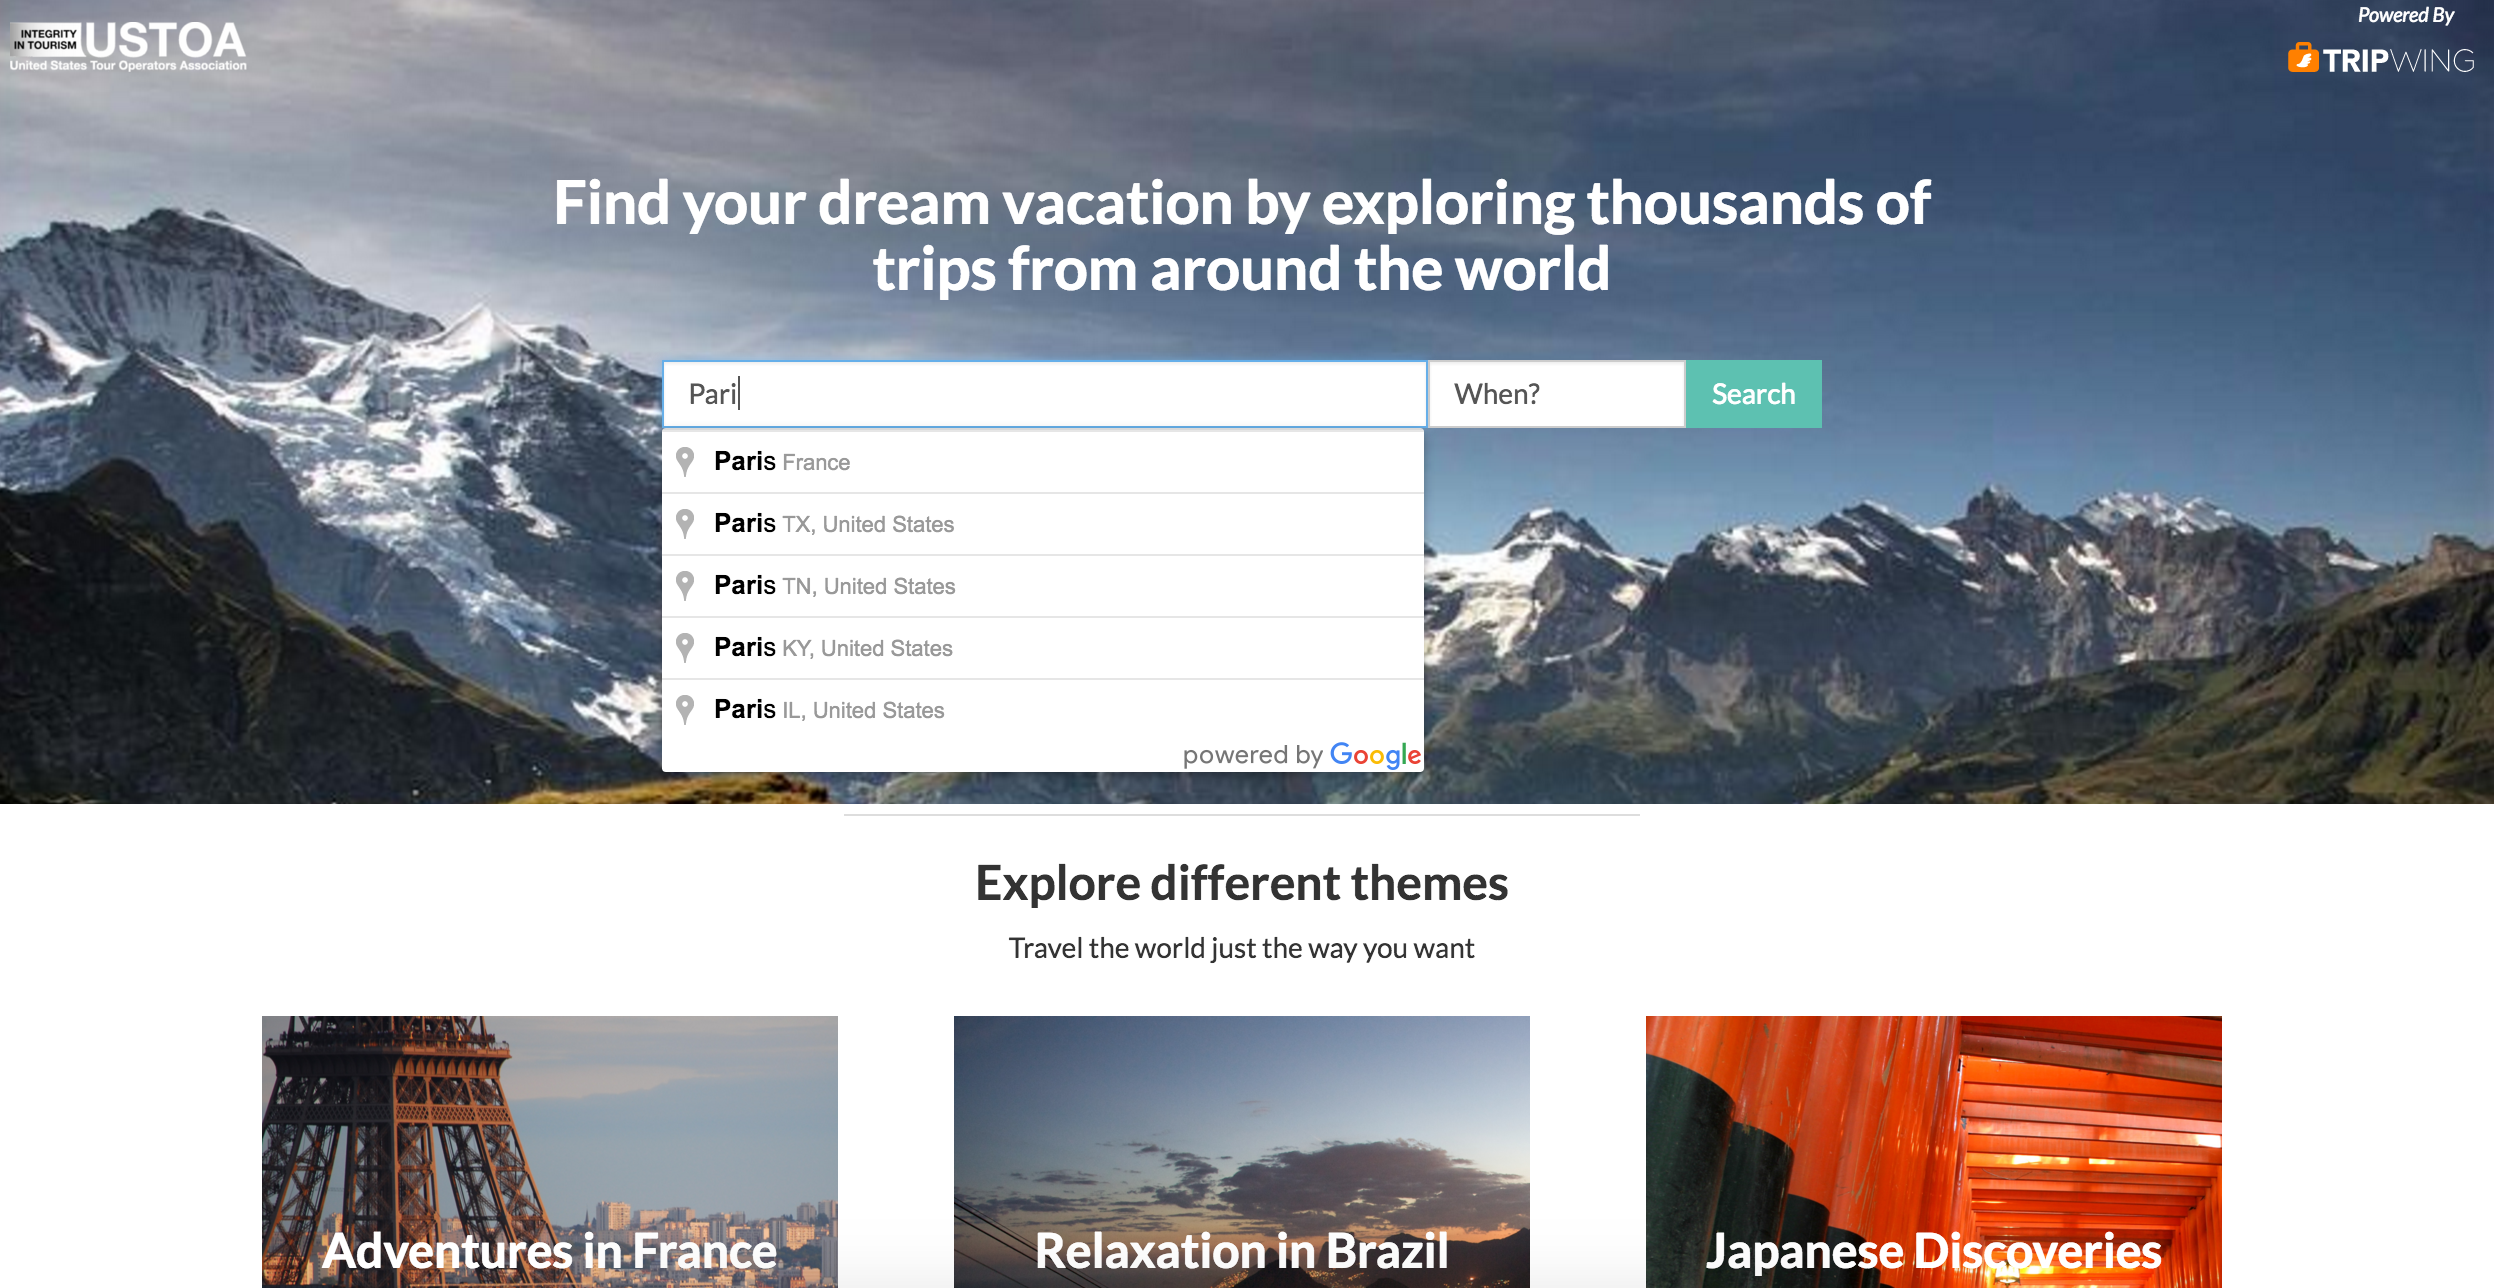 INTEGRITY
IN TOURISM USTOA
United States Tour Operators Association
Powered By
TRIPWING
Find your dream vacation by exploring thousands of
trips from around the world
Pari
When?
Search
Paris France
Paris TX, United States
Paris TN, United States
Paris KY, United States
Paris IL, United States
powered by Google
Explore different themes
Travel the world just the way you want
Adventures in France
Relaxation in Brazil
Japanese Discoveries